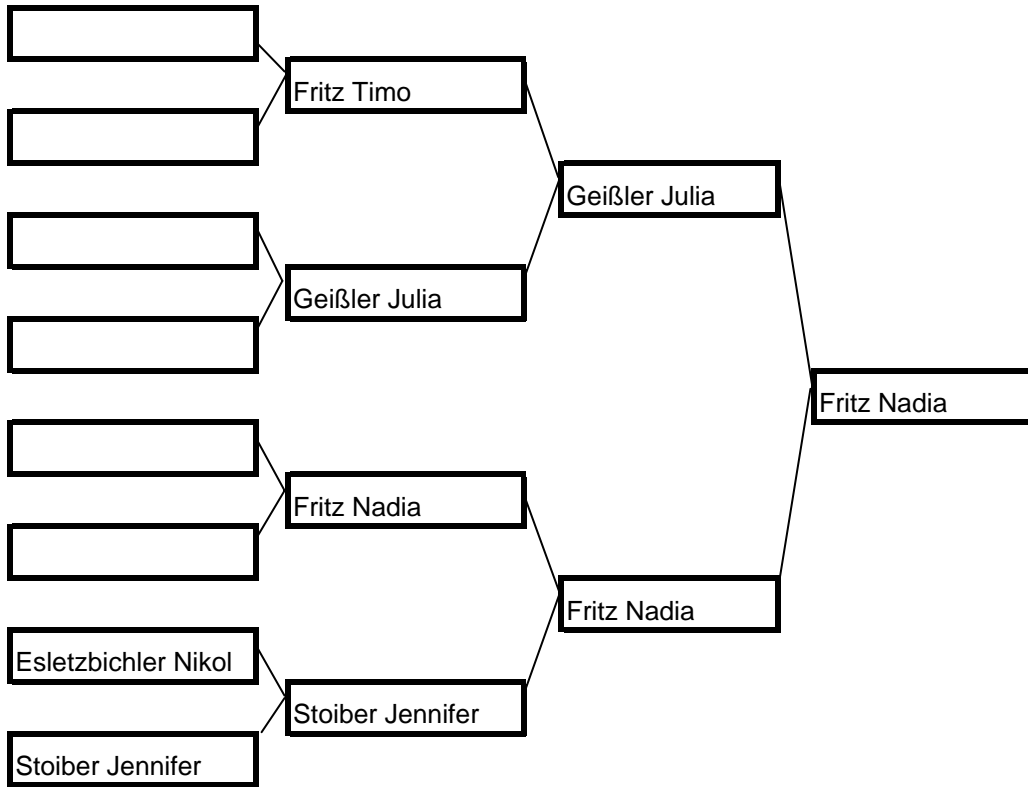 Fritz Timo
Geißler Julia
Geißler Julia
Fritz Nadia
Fritz Nadia
Fritz Nadia
Esletzbichler Nikol
Stoiber Jennifer
Stoiber Jennifer